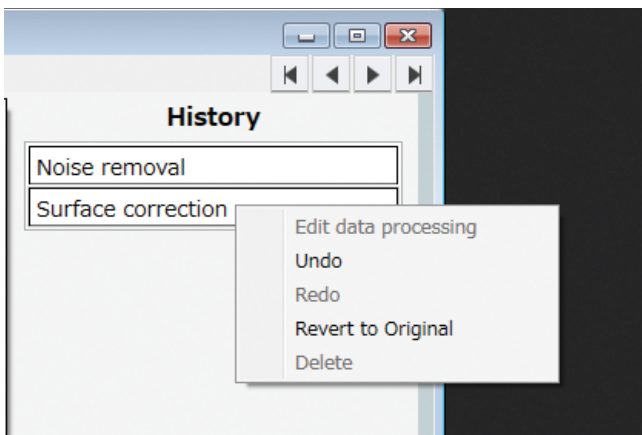 History
Noise removal
Surface correction
Edit data processing
Undo
Redo
Revert to Original
Delete